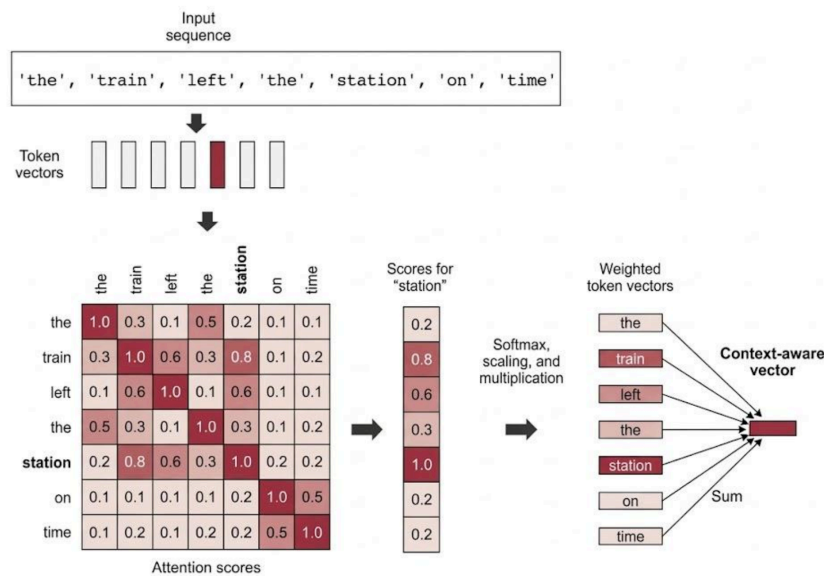 Input
sequence
'the', 'train', 'left', 'the', 'station', 'on', 'time'
Token
vectors
the train left the station on time
the 1.0 0.3 0.1 0.5 0.2 0.1 0.1
train 0.3 1.0 0.6 0.3 0.8 0.1 0.2
left 0.1 0.6 1.0 0.1 0.6 0.1 0.1
the 0.5 0.3 0.1 1.0 0.3 0.1 0.2
station 0.2 0.8 0.6 0.3 1.0 0.2 0.2
on 0.1 0.1 0.1 0.1 0.2 1.0 0.5
time 0.1 0.2 0.1 0.2 0.2 0.5 1.0
Attention scores
Scores for
“station”
0.2
0.8
0.6
0.3
1.0
0.2
0.2
Softmax,
scaling, and
multiplication
Weighted
token vectors
the
train
left
the
station
on
time
Sum
Context-aware
vector